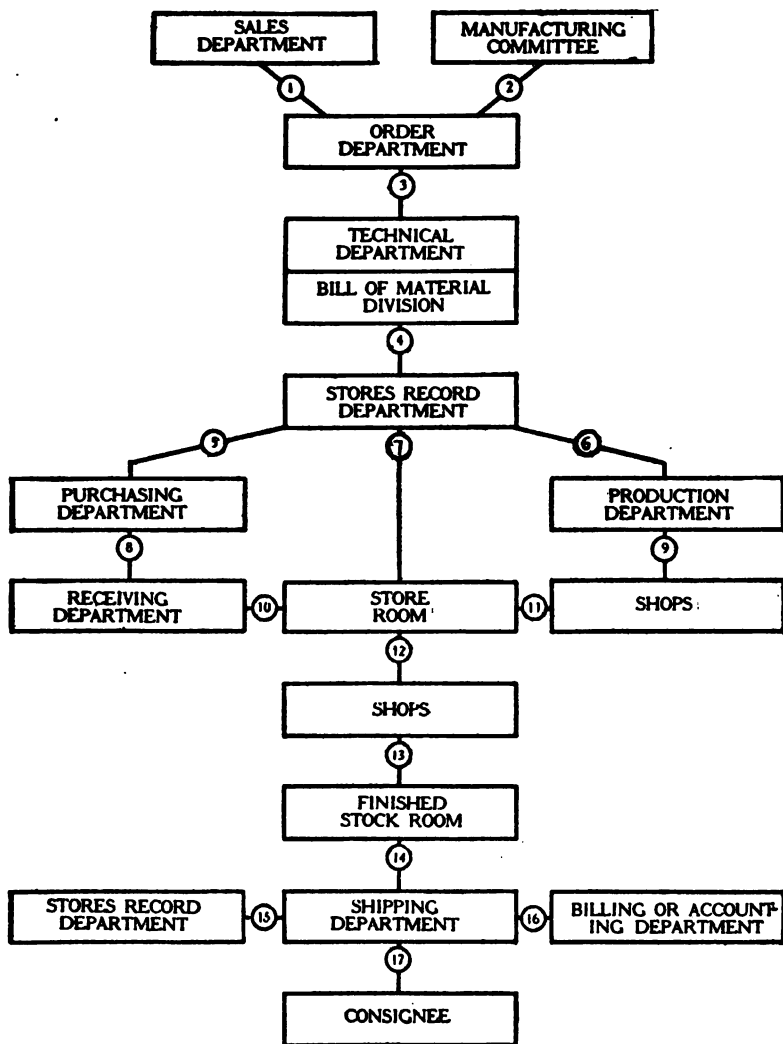 SALES
DEPARTMENT
MANUFACTURING
COMMITTEE
1
2
ORDER
DEPARTMENT
3
TECHNICAL
DEPARTMENT
BILL OF MATERIAL
DIVISION
4
STORES RECORD
DEPARTMENT
5
7
6
PURCHASING
DEPARTMENT
PRODUCTION
DEPARTMENT
8
9
RECEIVING
DEPARTMENT
10
STORE
ROOM
11
SHOPS
12
SHOPS
13
FINISHED
STOCK ROOM
14
STORES RECORD
DEPARTMENT
15
SHIPPING
DEPARTMENT
16
BILLING OR ACCOUNT-
ING DEPARTMENT
17
CONSIGNEE